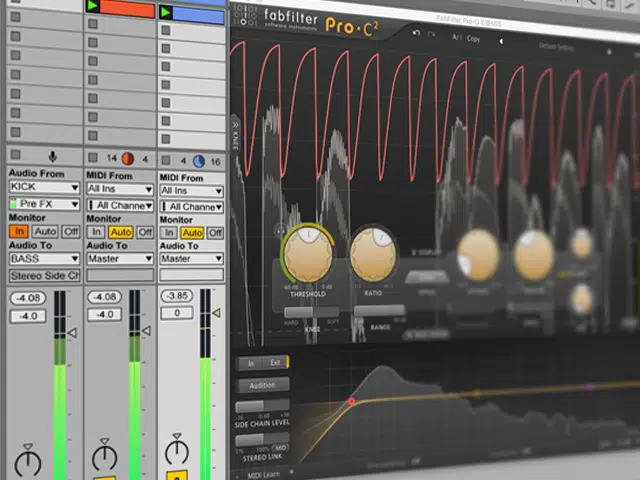 fabfilter
software instruments
Pro·C²
FabFilter Pro-C 2/BASS
A/
Copy
Default Setting
KNEE
14 4
4 16
Audio From
KICK
Pre FX
Monitor
In Auto Off
Audio To
BASS
Stereo Side Ch
-4.08
-4.0
MIDI From
All Ins
All Channe
Monitor
In Auto Off
Audio To
Master
-4.08
-4.0
MIDI From
All Ins
All Channe
Monitor
In Auto Off
Audio To
Master
-3.85
0
THRESHOLD
RATIO
HARD SOFT
KNEE
RANGE
In Ext
Audition
SIDE CHAIN LEVEL
STEREO LINK
MID
MIDI Learn